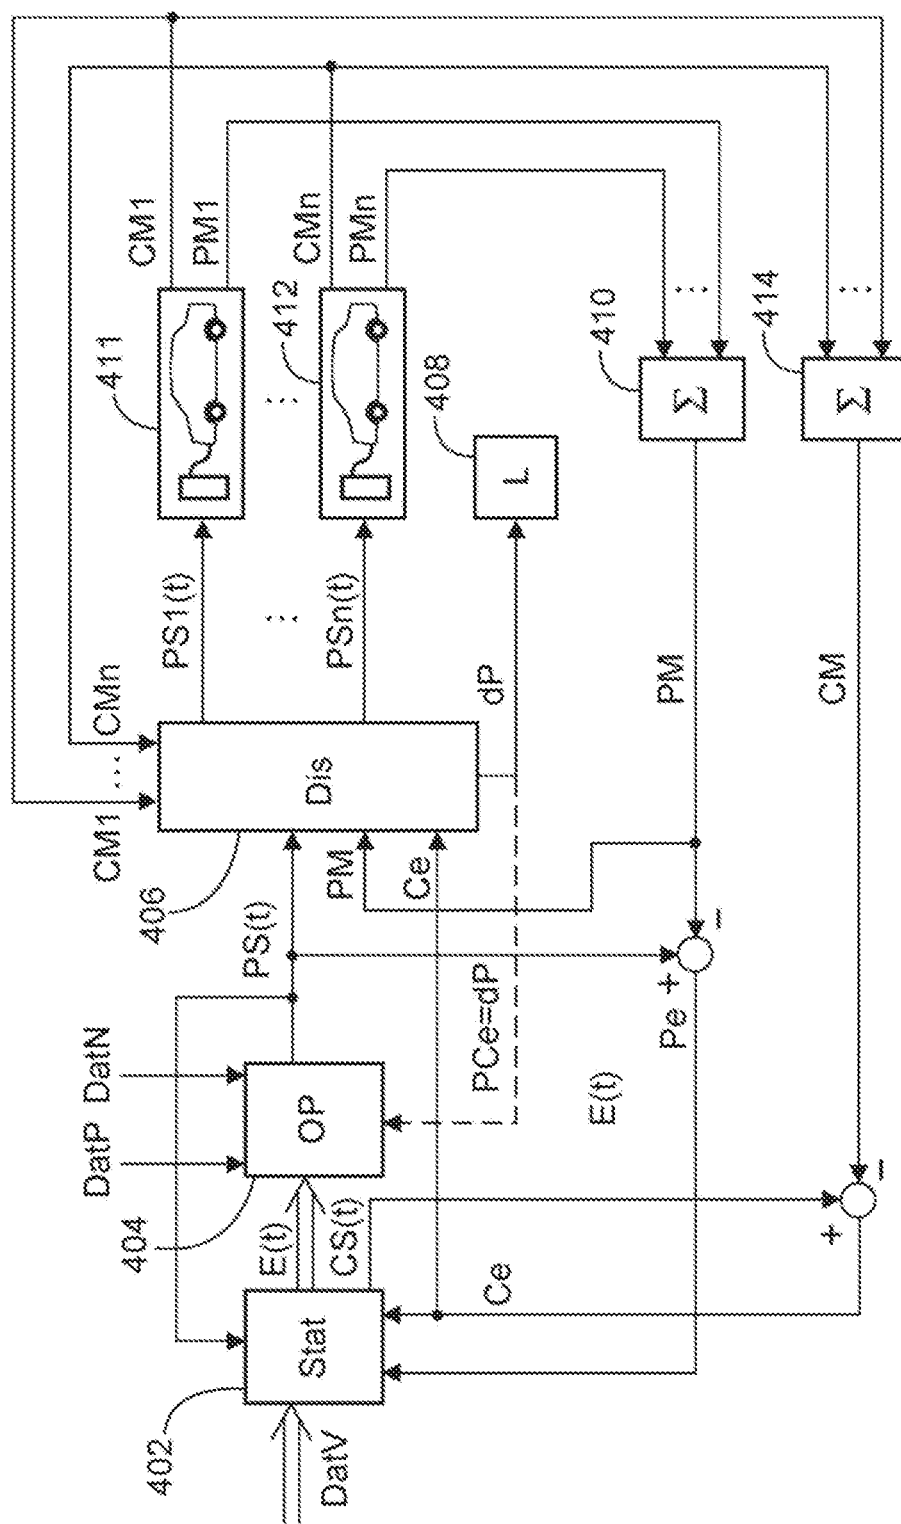 CM1
PM1
CMn
PMn
411
412
408
410
414
Σ
Σ
L
PS1(t)
PSn(t)
dP
PM
CM
CM1
...
CMn
Dis
406
PM
Ce
PS(t)
PCe=dP
-
+
Pe
E(t)
DatP
DatN
OP
404
E(t)
CS(t)
-
+
Ce
Stat
402
DatV